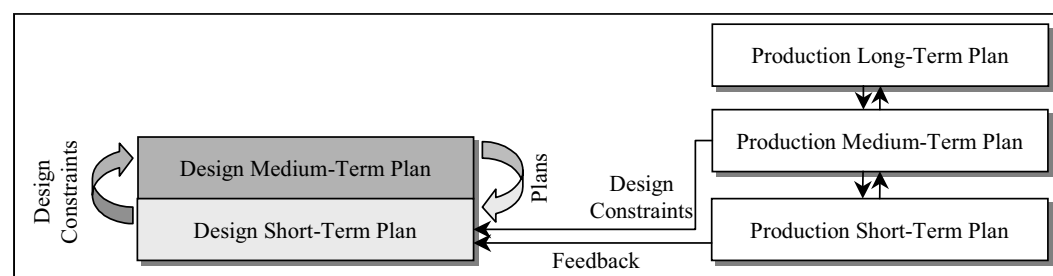 Production Long-Term Plan
Production Medium-Term Plan
Design
Constraints
Design Medium-Term Plan
Plans
Design
Constraints
Design Short-Term Plan
Production Short-Term Plan
Feedback